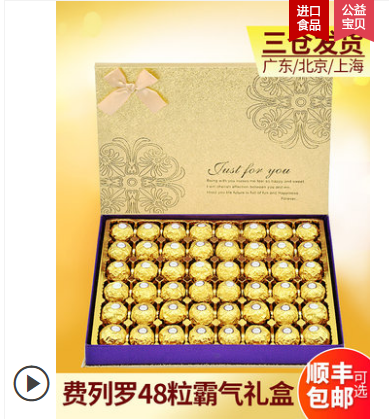 进口
食品
公益
宝贝
三仓发货
广东/北京/上海
Just for you
费列罗48粒霸气礼盒
顺丰
包邮
可选